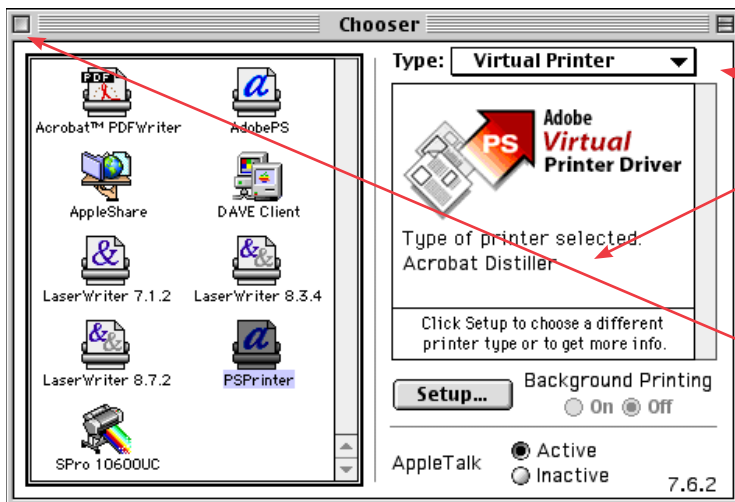 Chooser
PDF
Acrobat™ PDFWriter
AdobePS
AppleShare
DAVE Client
LaserWriter 7.1.2
LaserWriter 8.3.4
LaserWriter 8.7.2
PSPrinter
SPro 10600UC
Type: Virtual Printer
PS
Adobe
Virtual
Printer Driver
Type of printer selected:
Acrobat Distiller
Click Setup to choose a different
printer type or to get more info.
Setup...
Background Printing
On Off
AppleTalk
Active
Inactive
7.6.2